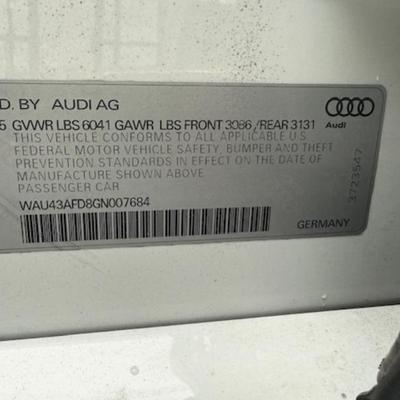 D. BY AUDI AG
5 GVWR LBS 6041 GAWR LBS FRONT 3086 / REAR 3131
THIS VEHICLE CONFORMS TO ALL APPLICABLE U.S
FEDERAL MOTOR VEHICLE SAFETY, BUMPER AND THEFT
PREVENTION STANDARDS IN EFFECT ON THE DATE
OF MANUFACTURE SHOWN ABOVE.
PASSENGER CAR
WAU43AFD8GN007684
Audi
3723547
GERMANY